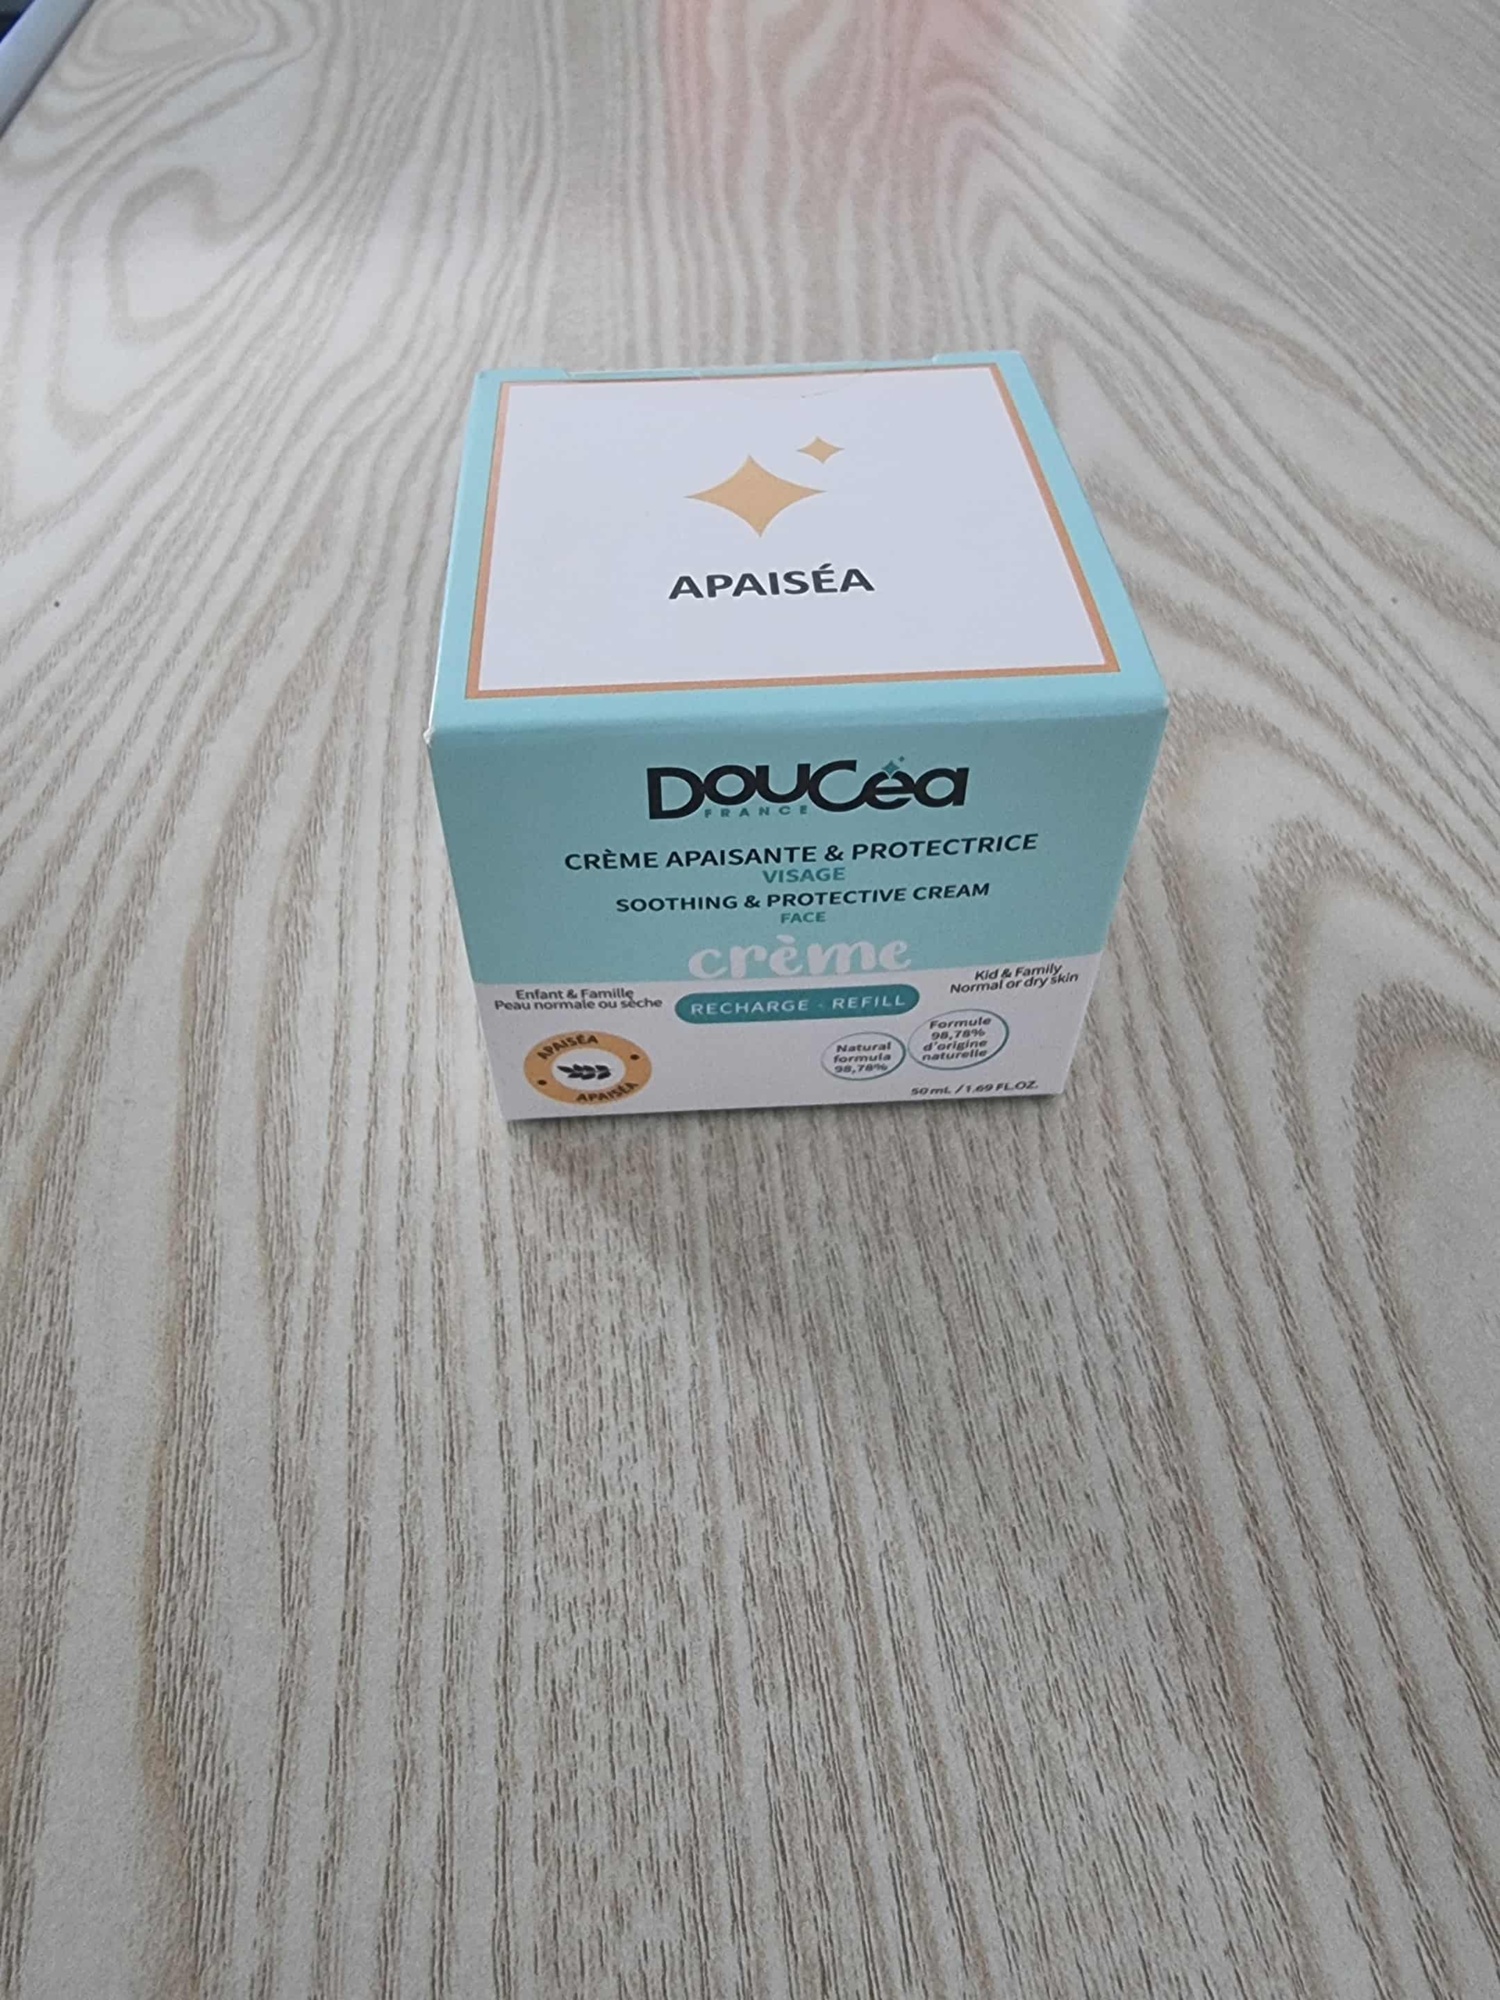 APAISÉA
DOUCéa
FRANCE
CRÈME APAISANTE & PROTECTRICE
VISAGE
SOOTHING & PROTECTIVE CREAM
FACE
crème
Enfant & Famille
Peau normale ou sèche
RECHARGE - REFILL
Kid & Family
Normal or dry skin
APAISÉA
APAISÉA
Natural
formula
98,78%
Formule
98,78%
d'origine
naturelle
50 mL / 1.69 FL.OZ.